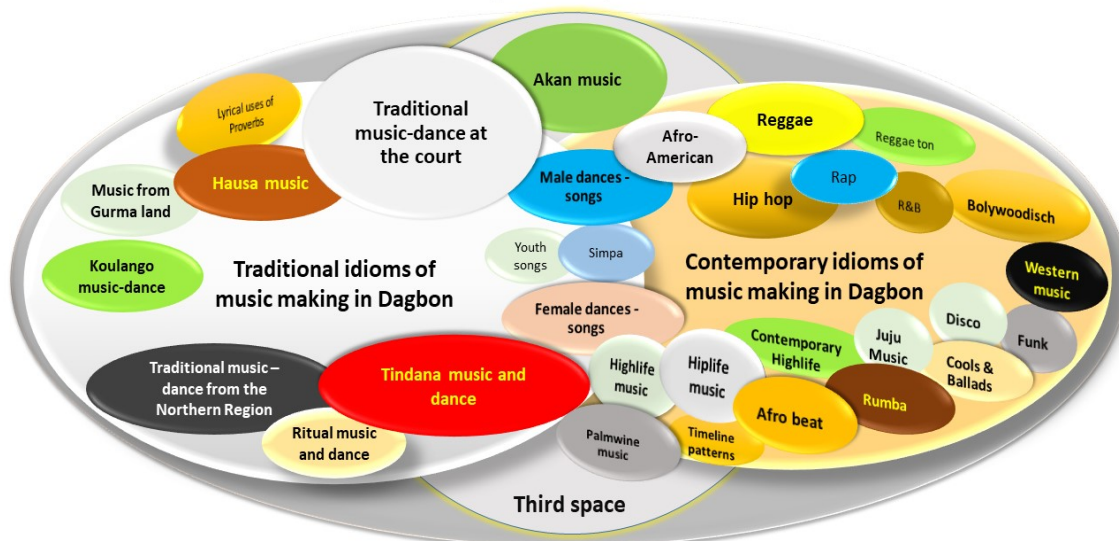 Akan music
Traditional
music-dance at
the court
Lyrical uses of
Proverbs
Reggae
Afro-
American
Reggae ton
Music from
Gurma land
Hausa music
Male dances -
songs
Rap
Hip hop
R&B
Bolywoodisch
Youth
songs
Simpa
Koulango
music-dance
Traditional idioms of
music making in Dagbon
Contemporary idioms of
music making in Dagbon
Western
music
Female dances -
songs
Disco
Juju
Music
Funk
Contemporary
Highlife
Cools &
Ballads
Traditional music –
dance from the
Northern Region
Tindana music and
dance
Highlife
music
Hiplife
music
Rumba
Afro beat
Ritual music
and dance
Palmwine
music
Timeline
patterns
Third space